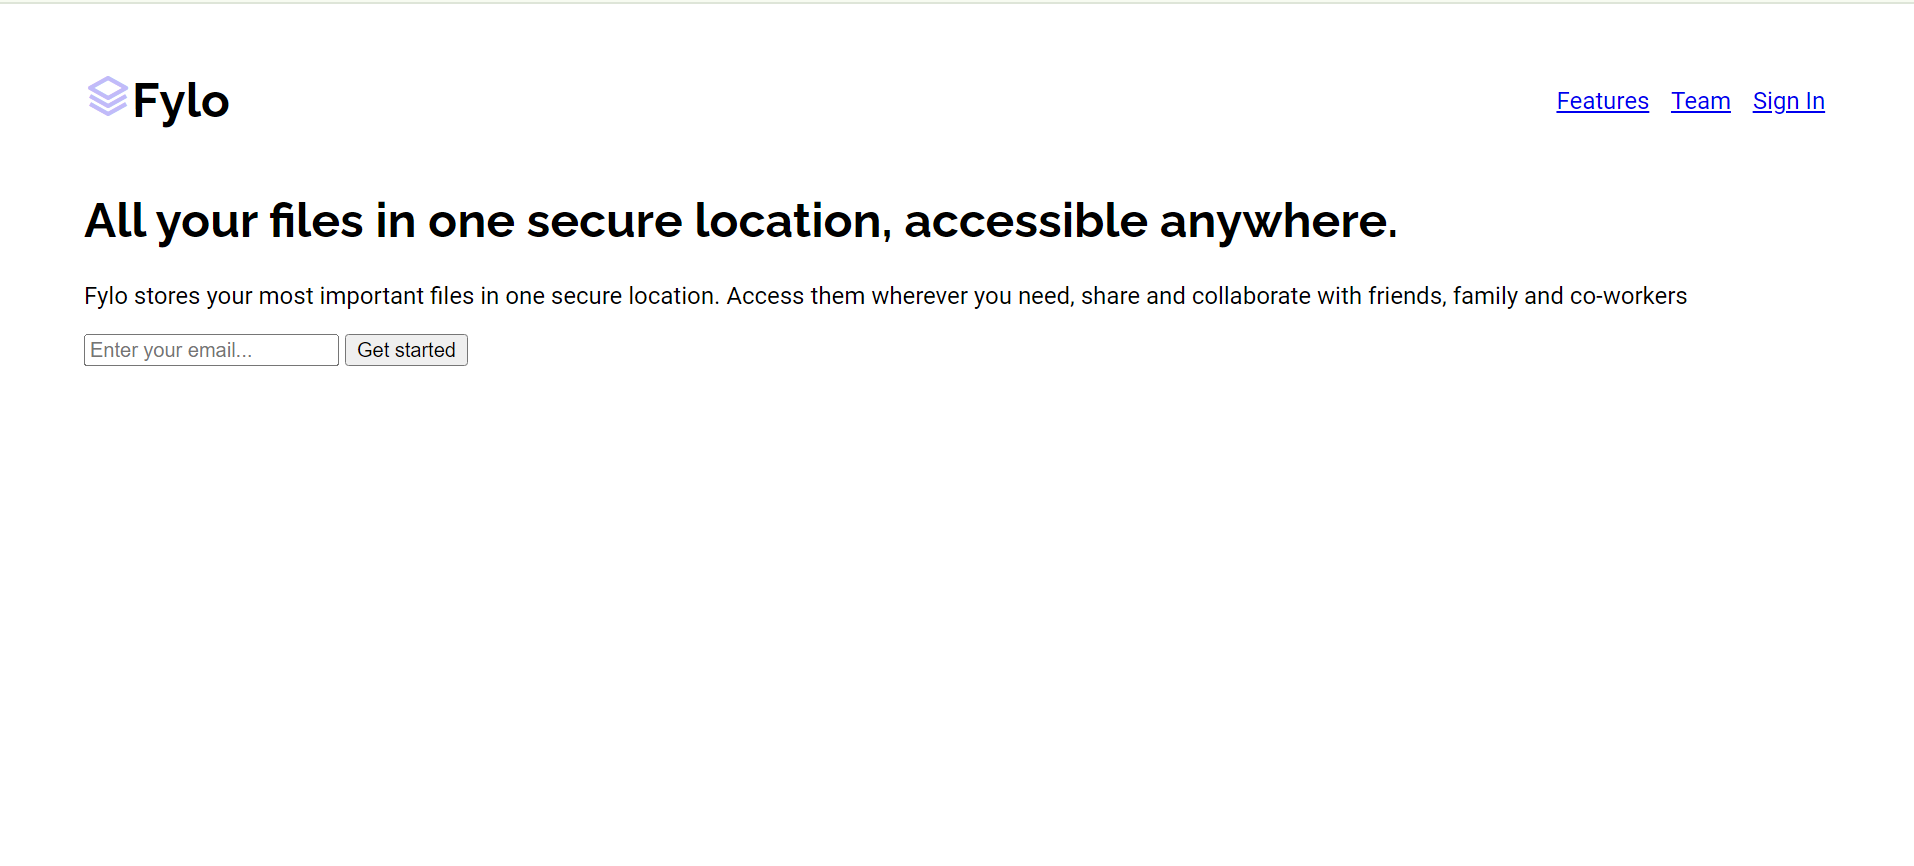 Fylo
Features Team Sign In
All your files in one secure location, accessible anywhere.
Fylo stores your most important files in one secure location. Access them wherever you need, share and collaborate with friends, family and co-workers
Enter your email... Get started